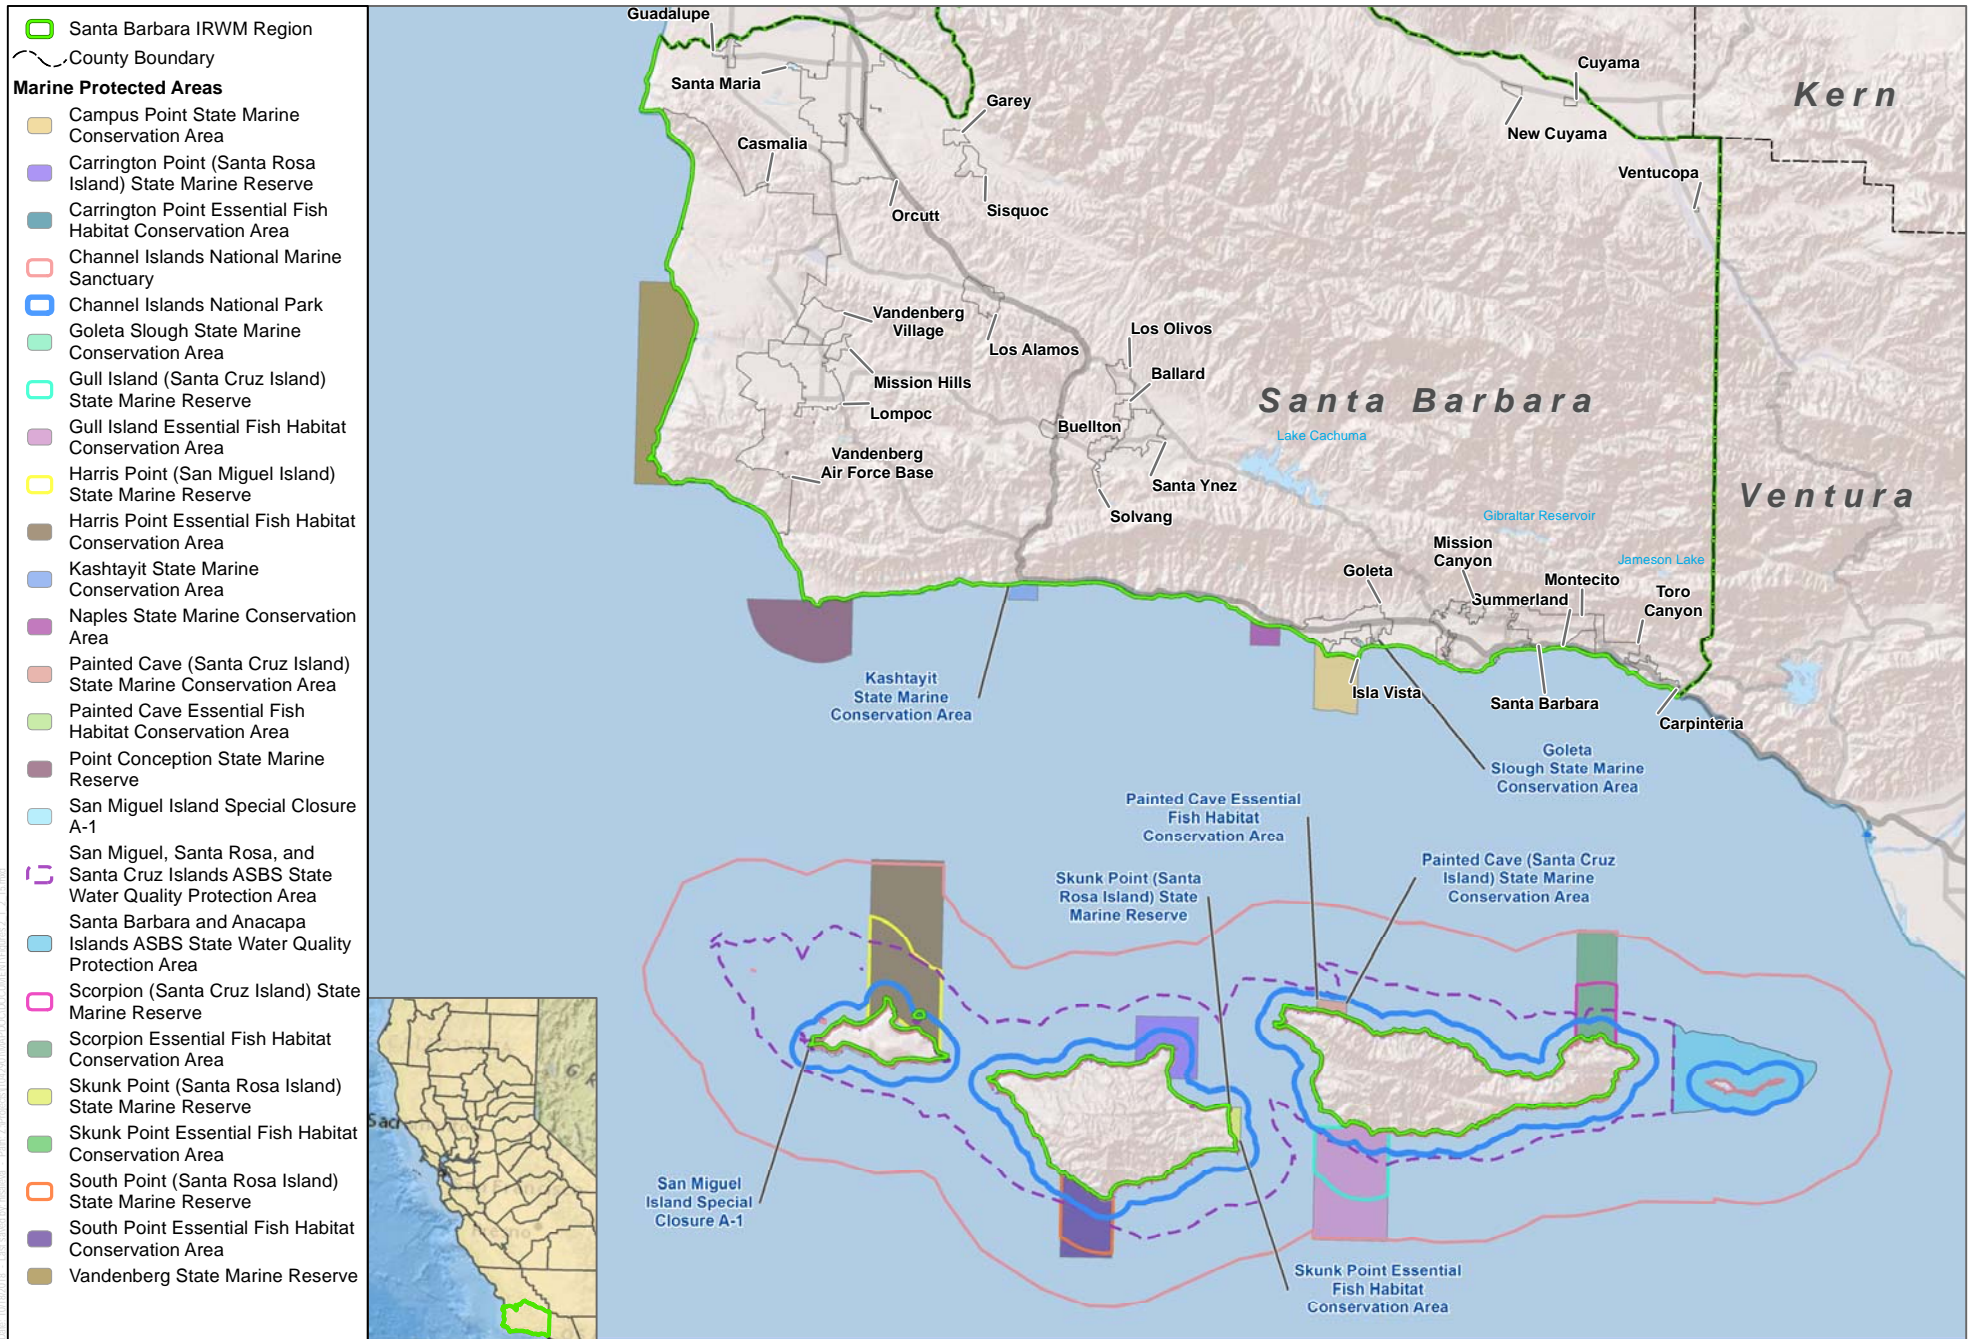 Santa Barbara IRWM Region
County Boundary
Marine Protected Areas
Campus Point State Marine
Conservation Area
Carrington Point (Santa Rosa
Island) State Marine Reserve
Carrington Point Essential Fish
Habitat Conservation Area
Channel Islands National Marine
Sanctuary
Channel Islands National Park
Goleta Slough State Marine
Conservation Area
Gull Island (Santa Cruz Island)
State Marine Reserve
Gull Island Essential Fish Habitat
Conservation Area
Harris Point (San Miguel Island)
State Marine Reserve
Harris Point Essential Fish Habitat
Conservation Area
Kashtayit State Marine
Conservation Area
Naples State Marine Conservation
Area
Painted Cave (Santa Cruz Island)
State Marine Conservation Area
Painted Cave Essential Fish
Habitat Conservation Area
Point Conception State Marine
Reserve
San Miguel Island Special Closure
A-1
San Miguel, Santa Rosa, and
Santa Cruz Islands ASBS State
Water Quality Protection Area
Santa Barbara and Anacapa
Islands ASBS State Water Quality
Protection Area
Scorpion (Santa Cruz Island) State
Marine Reserve
Scorpion Essential Fish Habitat
Conservation Area
Skunk Point (Santa Rosa Island)
State Marine Reserve
Skunk Point Essential Fish Habitat
Conservation Area
South Point (Santa Rosa Island)
State Marine Reserve
South Point Essential Fish Habitat
Conservation Area
Vandenberg State Marine Reserve
Guadalupe
Santa Maria
Casmalia
Garey
Orcutt
Sisquoc
Cuyama
New Cuyama
Ventucopa
Kern
Vandenberg
Village
Los Alamos
Los Olivos
Ballard
Mission Hills
Lompoc
Buellton
Santa Barbara
Lake Cachuma
Vandenberg
Air Force Base
Santa Ynez
Solvang
Ventura
Gibraltar Reservoir
Mission
Canyon
Jameson Lake
Goleta
Montecito
Summerland
Toro
Canyon
Isla Vista
Santa Barbara
Carpinteria
Kashtayit
State Marine
Conservation Area
Goleta
Slough State Marine
Conservation Area
Painted Cave Essential
Fish Habitat
Conservation Area
Skunk Point (Santa
Rosa Island) State
Marine Reserve
Painted Cave (Santa Cruz
Island) State Marine
Conservation Area
San Miguel
Island Special
Closure A-1
Skunk Point Essential
Fish Habitat
Conservation Area
Sac